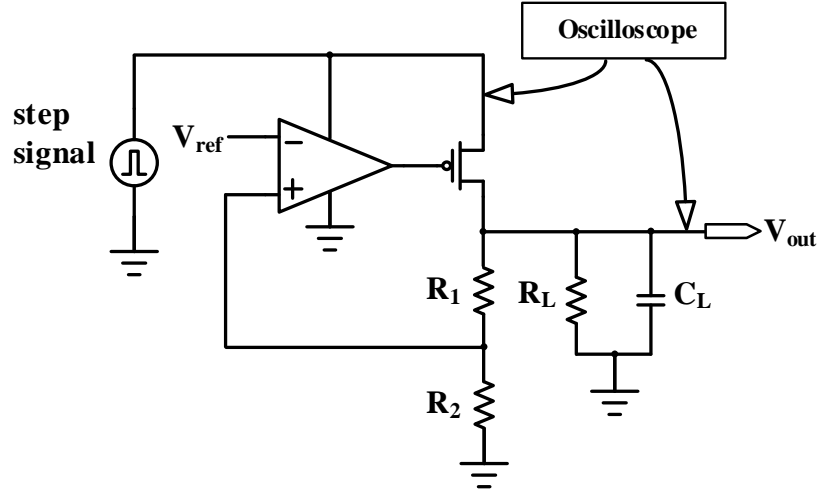 Oscilloscope
step
signal
V_ref
−
+
V_out
R_1
R_L
C_L
R_2